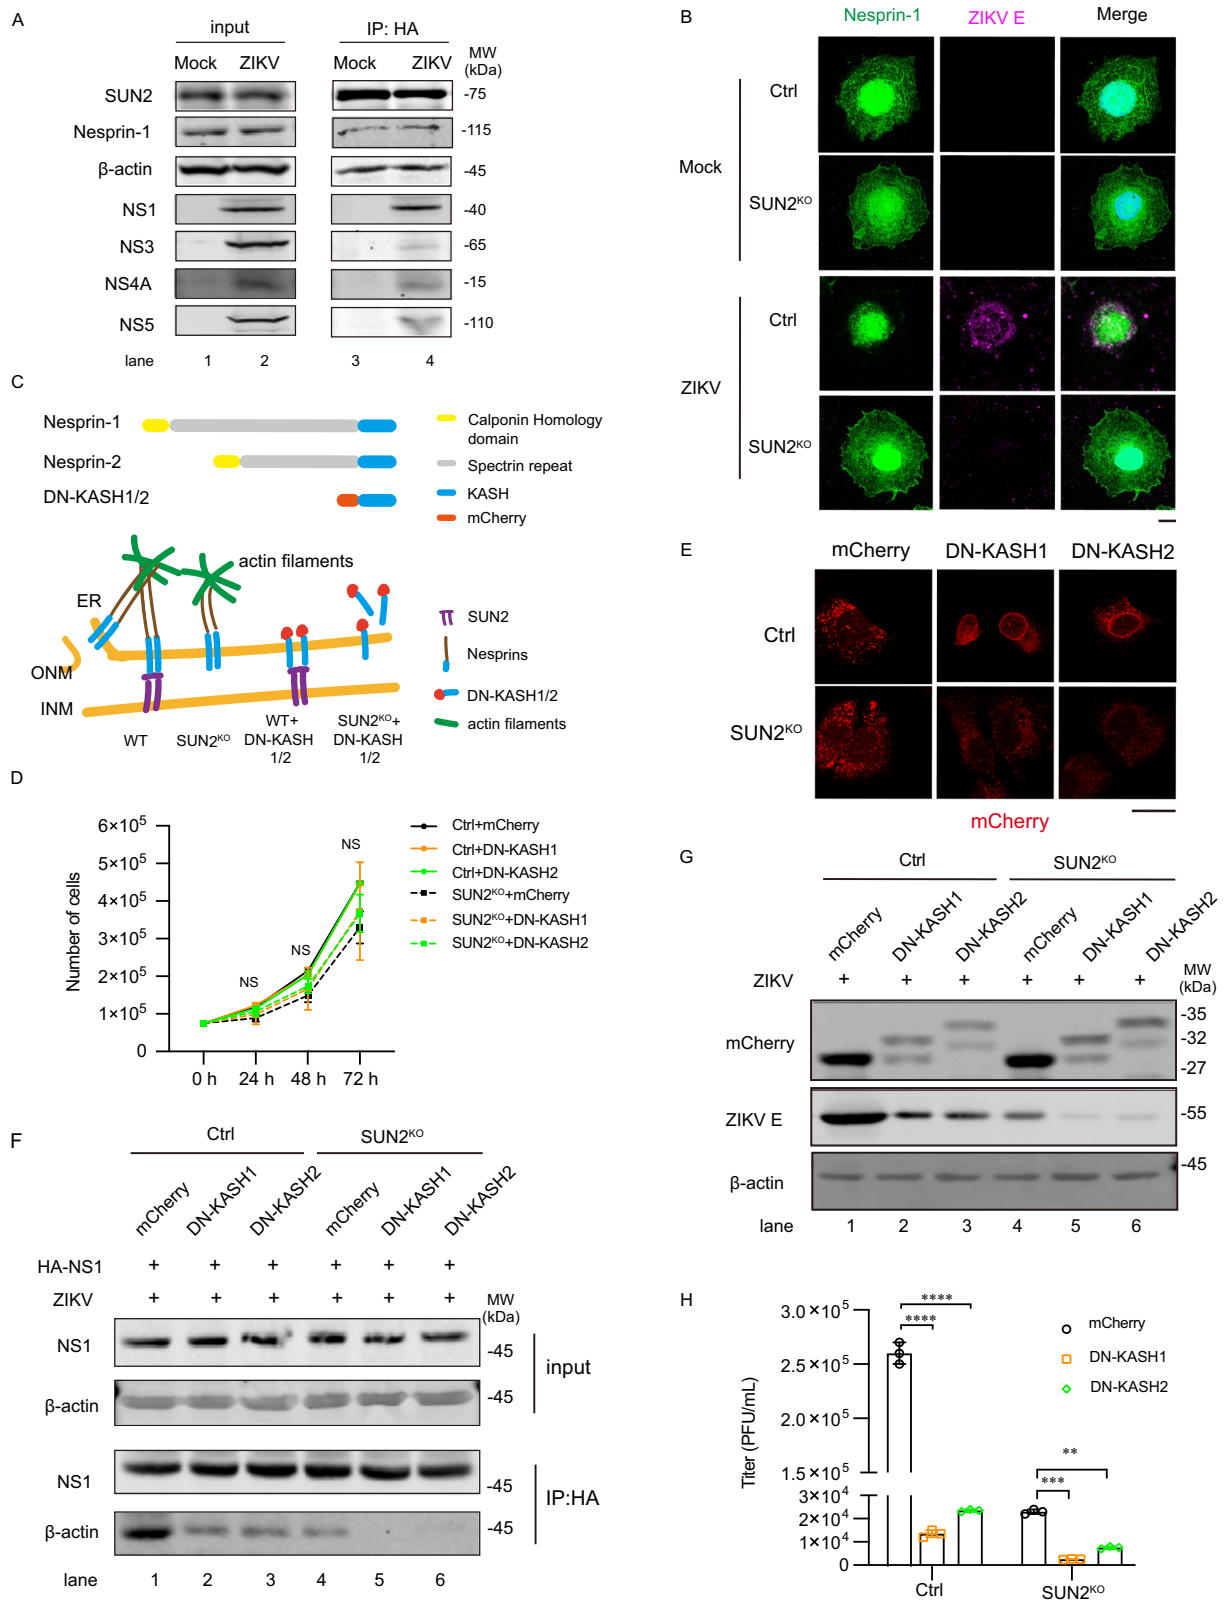 A
input IP: HA
Mock ZIKV Mock ZIKV MW
(kDa)
SUN2 -75
Nesprin-1 -115
β-actin -45
NS1 -40
NS3 -65
NS4A -15
NS5 -110
lane 1 2 3 4
B
Nesprin-1 ZIKV E Merge
Mock
Ctrl
SUN2KO
ZIKV
Ctrl
SUN2KO
C
Nesprin-1
Nesprin-2
DN-KASH1/2
Calponin Homology
domain
Spectrin repeat
KASH
mCherry
actin filaments
ER
ONM
INM
SUN2
Nesprins
DN-KASH1/2
actin filaments
WT
SUN2KO
WT+
DN-KASH
1/2
SUN2KO+
DN-KASH
1/2
D
Number of cells
6×105
5×105
4×105
3×105
2×105
1×105
0
0 h 24 h 48 h 72 h
NS
NS
NS
Ctrl+mCherry
Ctrl+DN-KASH1
Ctrl+DN-KASH2
SUN2KO+mCherry
SUN2KO+DN-KASH1
SUN2KO+DN-KASH2
E
mCherry DN-KASH1 DN-KASH2
Ctrl
SUN2KO
mCherry
F
Ctrl SUN2KO
mCherry DN-KASH1 DN-KASH2 mCherry DN-KASH1 DN-KASH2
HA-NS1 + + + + + +
ZIKV + + + + + + MW
(kDa)
NS1 -45
β-actin -45
input
NS1 -45
β-actin -45
IP:HA
lane 1 2 3 4 5 6
G
Ctrl SUN2KO
mCherry DN-KASH1 DN-KASH2 mCherry DN-KASH1 DN-KASH2
ZIKV + + + + + + MW
(kDa)
mCherry -35
-32
-27
ZIKV E -55
-45
β-actin
lane 1 2 3 4 5 6
H
Titer (PFU/mL)
3.0×105
2.5×105
2.0×105
1.5×105
3×104
2×104
1×104
0
****
****
**
***
mCherry
DN-KASH1
DN-KASH2
Ctrl SUN2KO